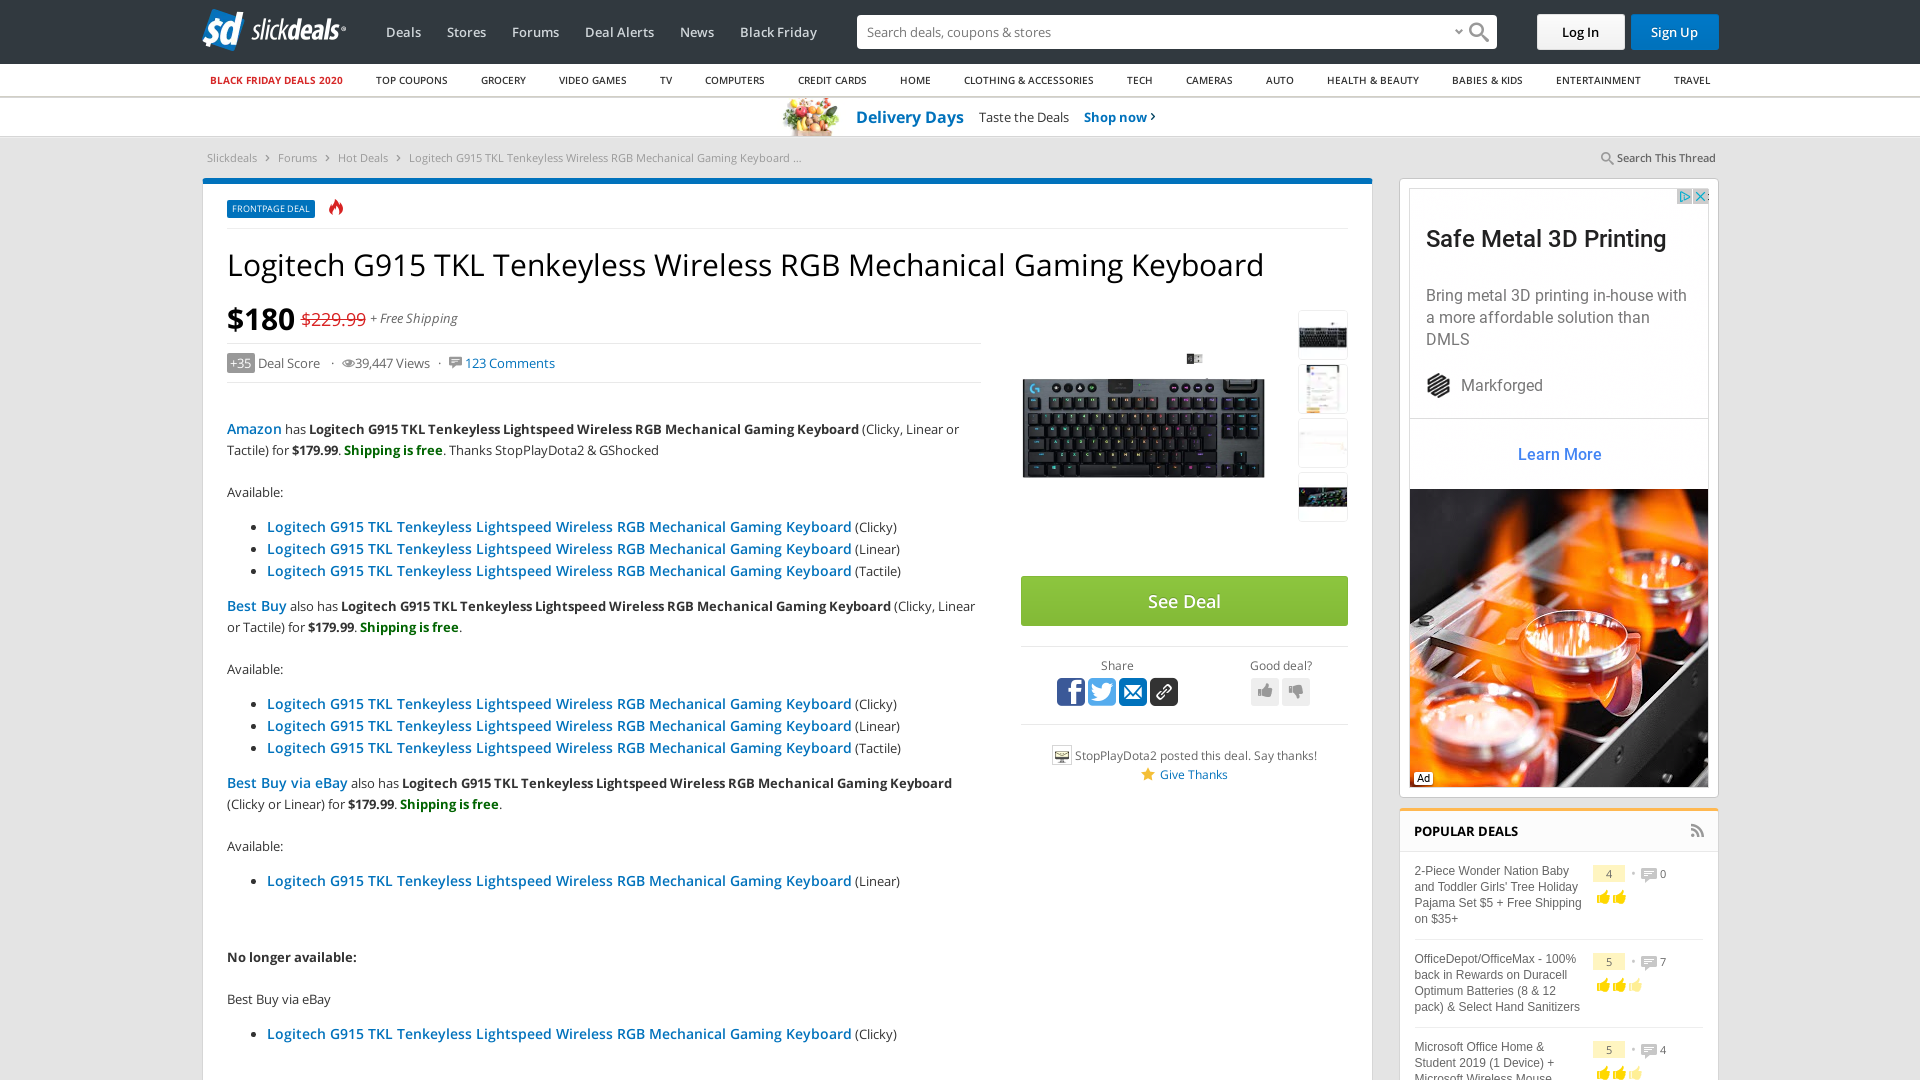 sd slickdeals
Deals Stores Forums Deal Alerts News Black Friday
Search deals, coupons & stores
Log In Sign Up
BLACK FRIDAY DEALS 2020 TOP COUPONS GROCERY VIDEO GAMES TV COMPUTERS CREDIT CARDS HOME CLOTHING & ACCESSORIES TECH CAMERAS AUTO HEALTH & BEAUTY BABIES & KIDS ENTERTAINMENT TRAVEL
Delivery Days Taste the Deals Shop now
Slickdeals Forums Hot Deals Logitech G915 TKL Tenkeyless Wireless RGB Mechanical Gaming Keyboard ...
Search This Thread
FRONTPAGE DEAL
Logitech G915 TKL Tenkeyless Wireless RGB Mechanical Gaming Keyboard
$180 $229.99 + Free Shipping
+35 Deal Score · 39,447 Views · 123 Comments
Amazon has Logitech G915 TKL Tenkeyless Lightspeed Wireless RGB Mechanical Gaming Keyboard (Clicky, Linear or
Tactile) for $179.99. Shipping is free. Thanks StopPlayDota2 & GShocked
Available:
• Logitech G915 TKL Tenkeyless Lightspeed Wireless RGB Mechanical Gaming Keyboard (Clicky)
• Logitech G915 TKL Tenkeyless Lightspeed Wireless RGB Mechanical Gaming Keyboard (Linear)
• Logitech G915 TKL Tenkeyless Lightspeed Wireless RGB Mechanical Gaming Keyboard (Tactile)
Best Buy also has Logitech G915 TKL Tenkeyless Lightspeed Wireless RGB Mechanical Gaming Keyboard (Clicky, Linear
or Tactile) for $179.99. Shipping is free.
Available:
• Logitech G915 TKL Tenkeyless Lightspeed Wireless RGB Mechanical Gaming Keyboard (Clicky)
• Logitech G915 TKL Tenkeyless Lightspeed Wireless RGB Mechanical Gaming Keyboard (Linear)
• Logitech G915 TKL Tenkeyless Lightspeed Wireless RGB Mechanical Gaming Keyboard (Tactile)
Best Buy via eBay also has Logitech G915 TKL Tenkeyless Lightspeed Wireless RGB Mechanical Gaming Keyboard
(Clicky or Linear) for $179.99. Shipping is free.
Available:
• Logitech G915 TKL Tenkeyless Lightspeed Wireless RGB Mechanical Gaming Keyboard (Linear)
No longer available:
Best Buy via eBay
• Logitech G915 TKL Tenkeyless Lightspeed Wireless RGB Mechanical Gaming Keyboard (Clicky)
See Deal
Share
Good deal?
StopPlayDota2 posted this deal. Say thanks!
Give Thanks
Safe Metal 3D Printing
Bring metal 3D printing in-house with
a more affordable solution than
DMLS
Markforged
Learn More
Ad
POPULAR DEALS
2-Piece Wonder Nation Baby
and Toddler Girls' Tree Holiday
Pajama Set $5 + Free Shipping
on $35+
4 • 0
OfficeDepot/OfficeMax - 100%
back in Rewards on Duracell
Optimum Batteries (8 & 12
pack) & Select Hand Sanitizers
5 • 7
Microsoft Office Home &
Student 2019 (1 Device) +
Microsoft Wireless Mouse
5 • 4